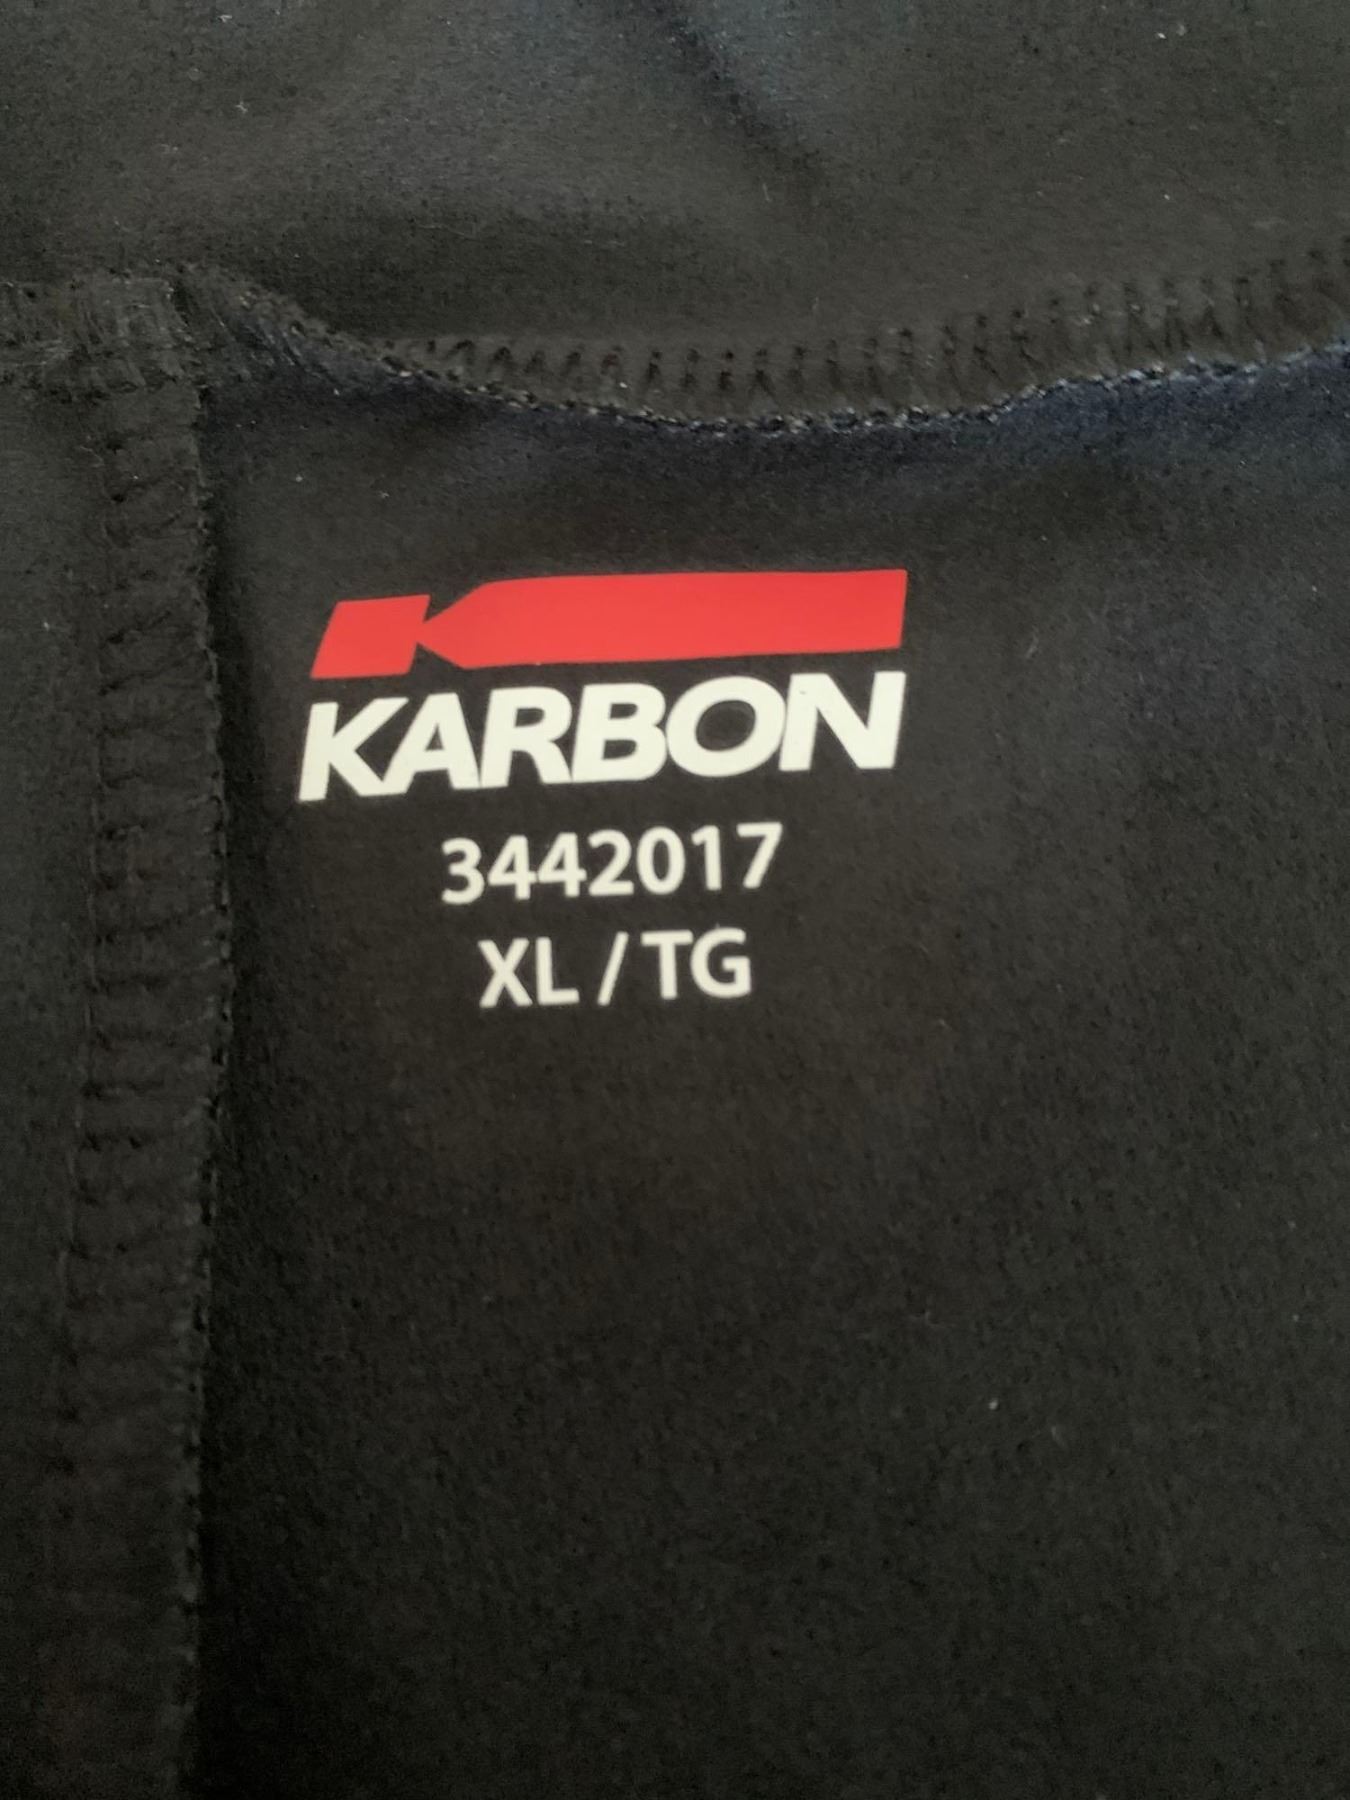 KARBON
3442017
XL / TG